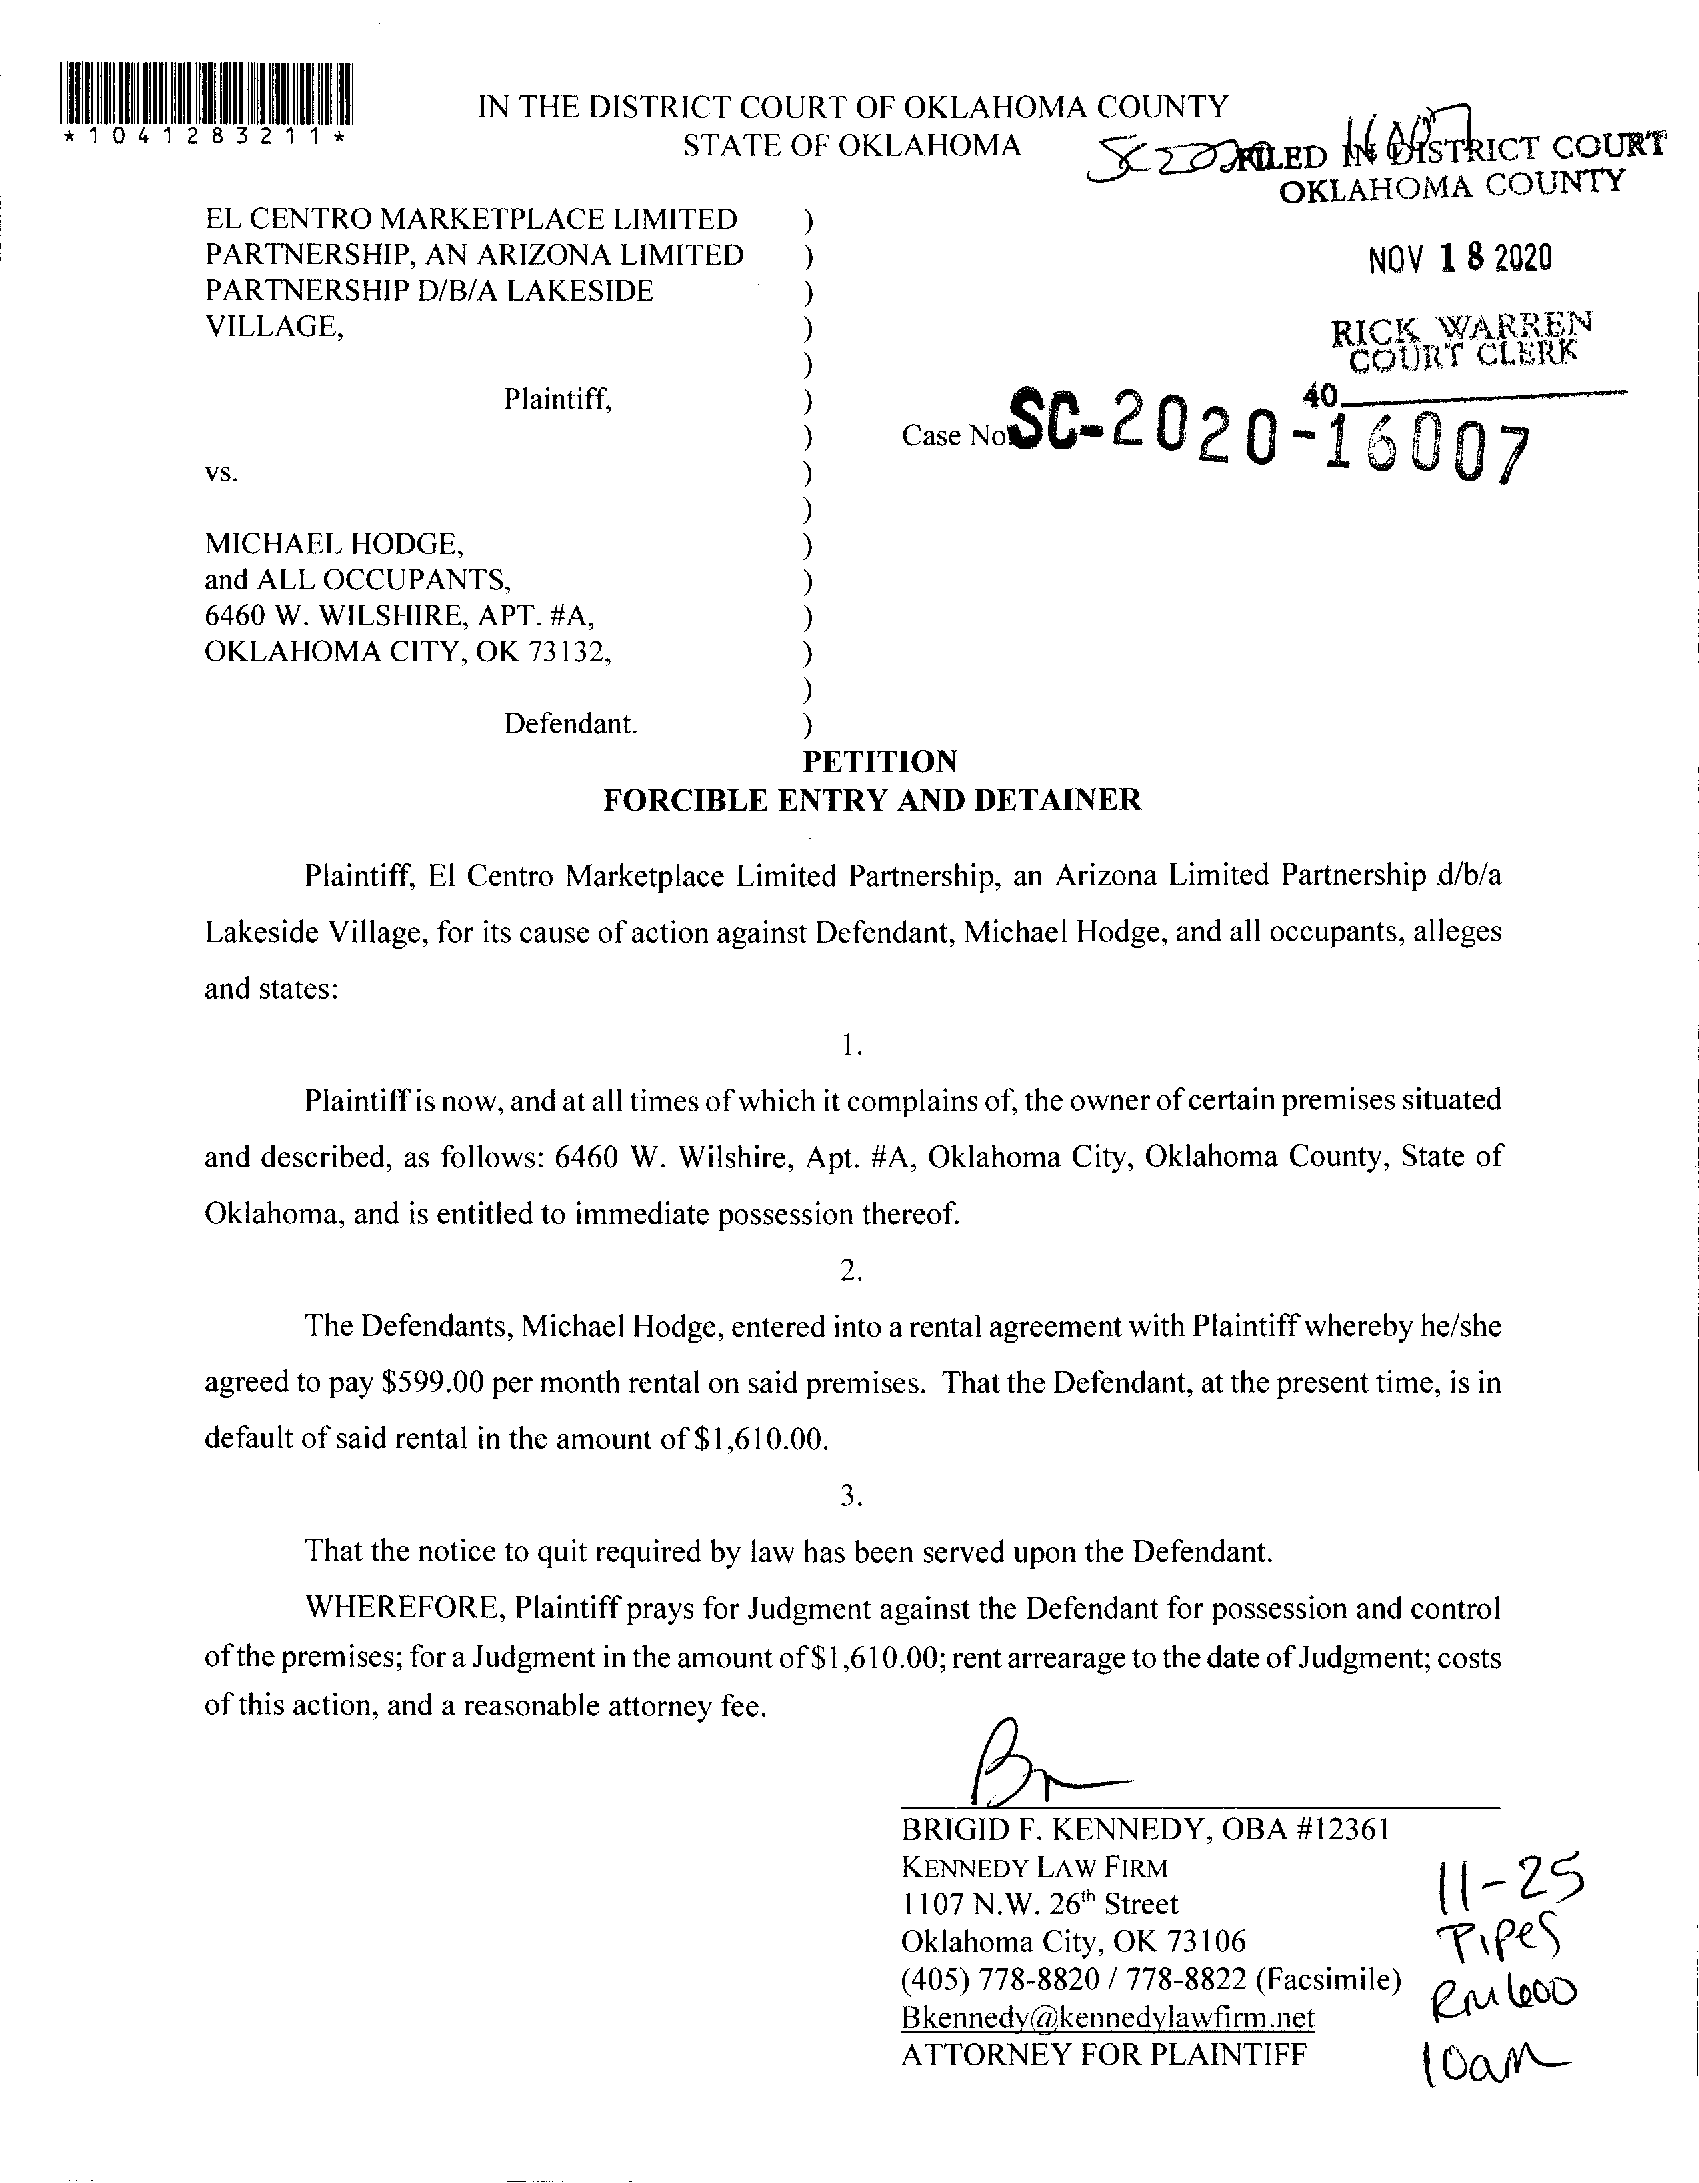 *1041283211*
IN THE DISTRICT COURT OF OKLAHOMA COUNTY
STATE OF OKLAHOMA
FILED IN DISTRICT COURT
OKLAHOMA COUNTY
NOV 18 2020
RICK WARREN
COURT CLERK
40
EL CENTRO MARKETPLACE LIMITED )
PARTNERSHIP, AN ARIZONA LIMITED )
PARTNERSHIP D/B/A LAKESIDE )
VILLAGE, )
)
Plaintiff, )
) Case No SC-2020-16007
vs. )
)
MICHAEL HODGE, )
and ALL OCCUPANTS, )
6460 W. WILSHIRE, APT. #A, )
OKLAHOMA CITY, OK 73132, )
)
Defendant. )
PETITION
FORCIBLE ENTRY AND DETAINER
Plaintiff, El Centro Marketplace Limited Partnership, an Arizona Limited Partnership d/b/a
Lakeside Village, for its cause of action against Defendant, Michael Hodge, and all occupants, alleges
and states:
1.
Plaintiff is now, and at all times of which it complains of, the owner of certain premises situated
and described, as follows: 6460 W. Wilshire, Apt. #A, Oklahoma City, Oklahoma County, State of
Oklahoma, and is entitled to immediate possession thereof.
2.
The Defendants, Michael Hodge, entered into a rental agreement with Plaintiff whereby he/she
agreed to pay $599.00 per month rental on said premises. That the Defendant, at the present time, is in
default of said rental in the amount of $1,610.00.
3.
That the notice to quit required by law has been served upon the Defendant.
WHEREFORE, Plaintiff prays for Judgment against the Defendant for possession and control
of the premises; for a Judgment in the amount of $1,610.00; rent arrearage to the date of Judgment; costs
of this action, and a reasonable attorney fee.
BRIGID F. KENNEDY, OBA #12361
KENNEDY LAW FIRM
1107 N.W. 26th Street
Oklahoma City, OK 73106
(405) 778-8820 / 778-8822 (Facsimile)
Bkennedy@kennedylawfirm.net
ATTORNEY FOR PLAINTIFF
11-25
Pipes
RM 600
10am